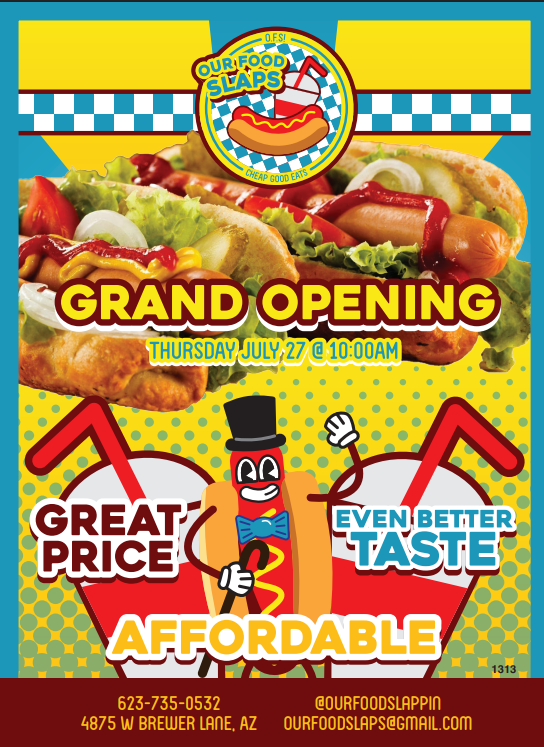 O.F.S!
OUR FOOD
SLAPS
CHEAP GOOD EATS
GRAND OPENING
THURSDAY JULY 27 @ 10:00AM
GREAT
PRICE
EVEN BETTER
TASTE
AFFORDABLE
1313
623-735-0532
4875 W BREWER LANE, AZ
@OURFOODSLAPPIN
OURFOODSLAPS@GMAIL.COM